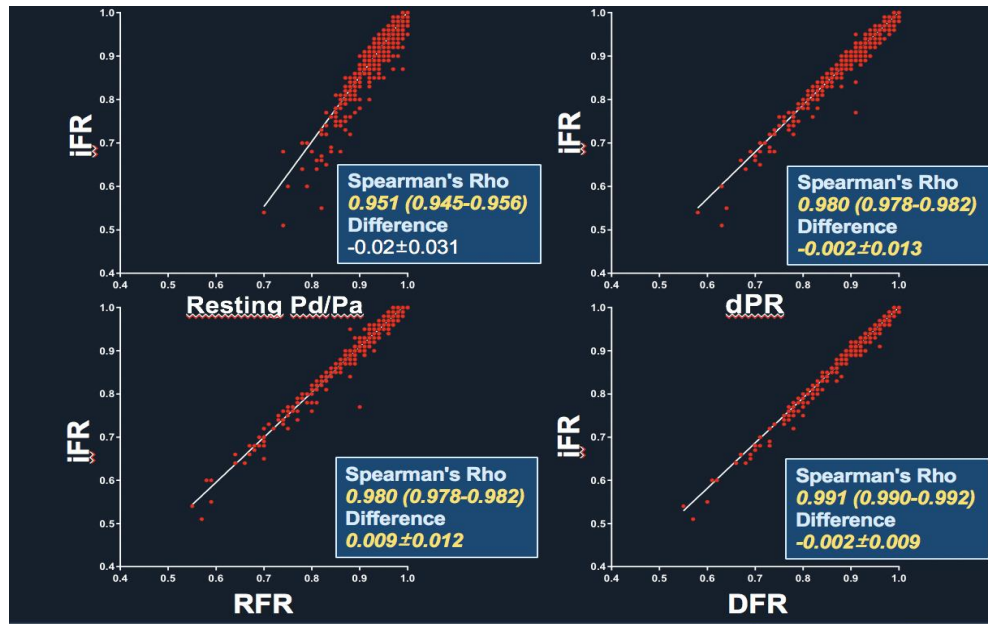 1.0
0.9
0.8
0.7
0.6
0.5
0.4
iFR
0.4 0.5 0.6 0.7 0.8 0.9 1.0
Resting Pd/Pa
Spearman's Rho
0.951 (0.945-0.956)
Difference
-0.02±0.031
1.0
0.9
0.8
0.7
0.6
0.5
0.4
iFR
0.4 0.5 0.6 0.7 0.8 0.9 1.0
dPR
Spearman's Rho
0.980 (0.978-0.982)
Difference
-0.002±0.013
1.0
0.9
0.8
0.7
0.6
0.5
0.4
iFR
0.4 0.5 0.6 0.7 0.8 0.9 1.0
RFR
Spearman's Rho
0.980 (0.978-0.982)
Difference
0.009±0.012
1.0
0.9
0.8
0.7
0.6
0.5
0.4
iFR
0.4 0.5 0.6 0.7 0.8 0.9 1.0
DFR
Spearman's Rho
0.991 (0.990-0.992)
Difference
-0.002±0.009